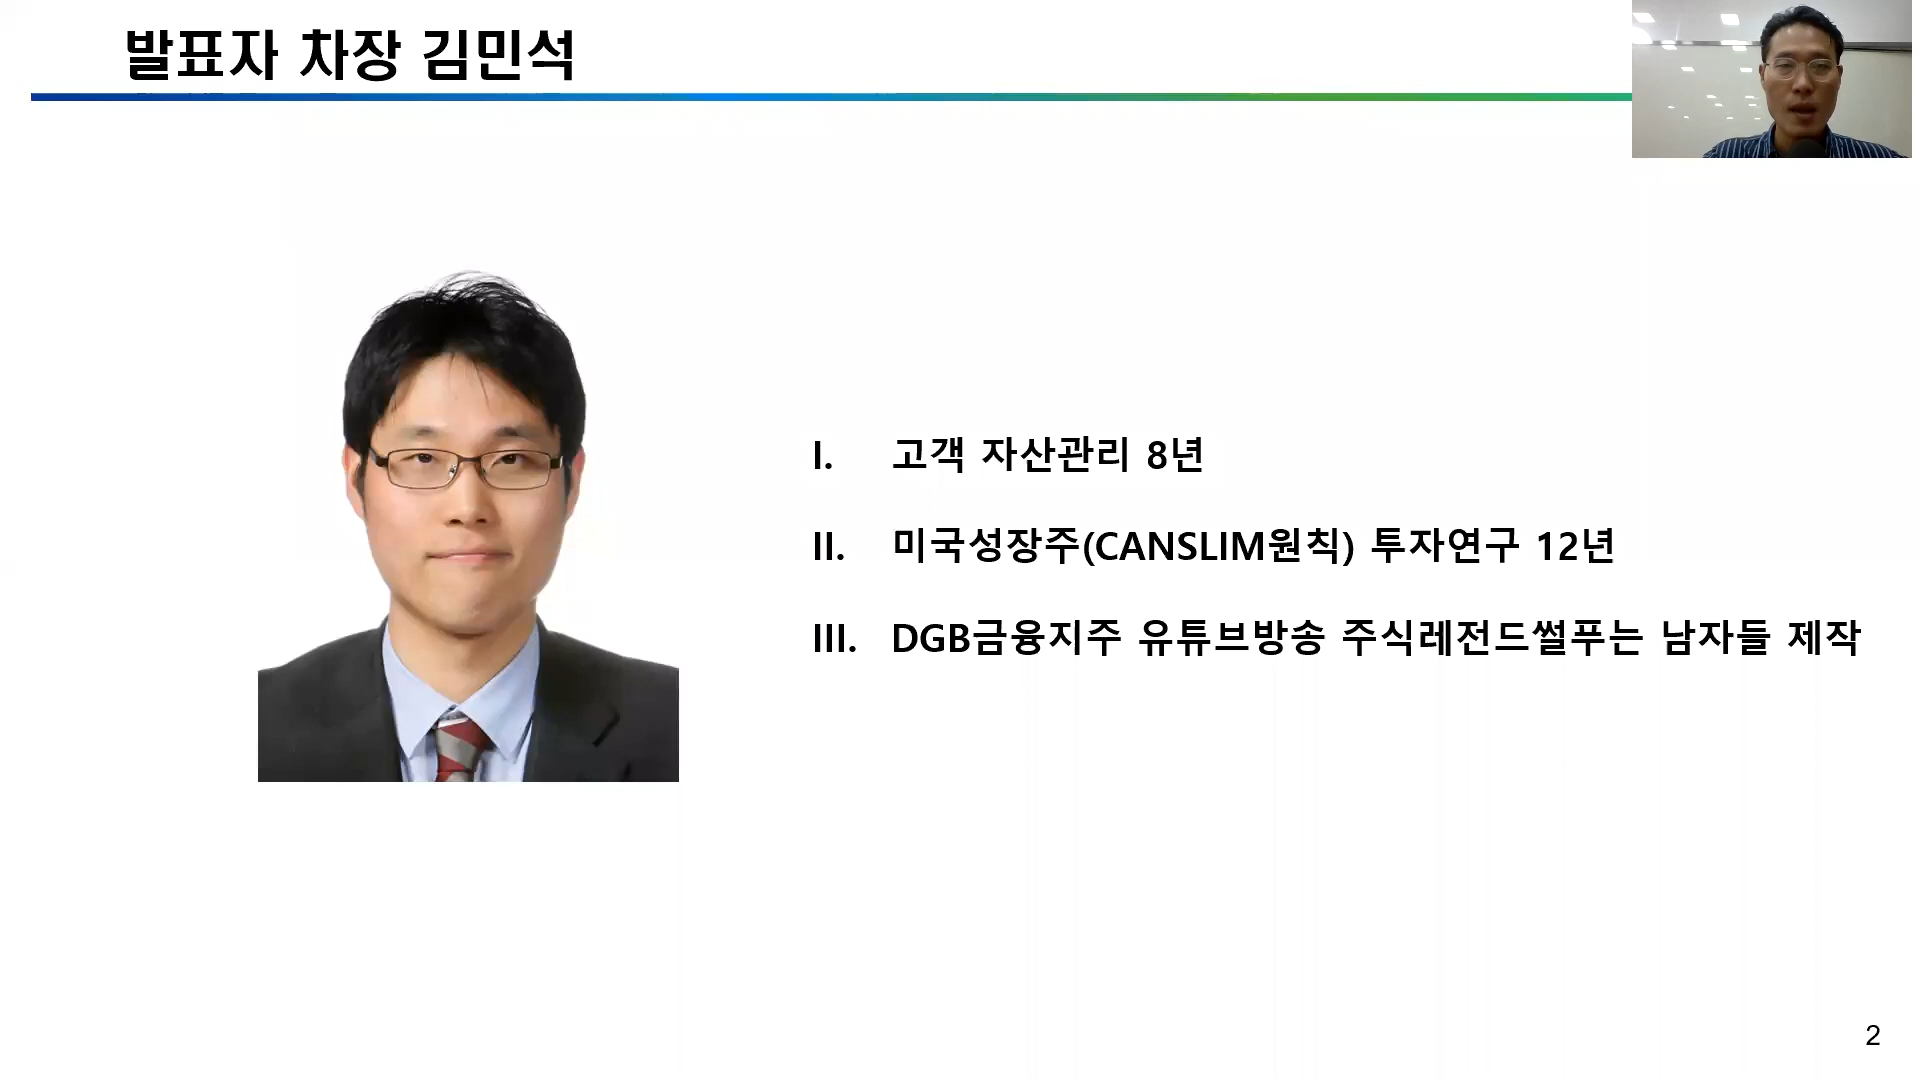 발표자 차장 김민석
I. 고객 자산관리 8년
II. 미국성장주(CANSLIM원칙) 투자연구 12년
III. DGB금융지주 유튜브방송 주식레전드썰푸는 남자들 제작
2